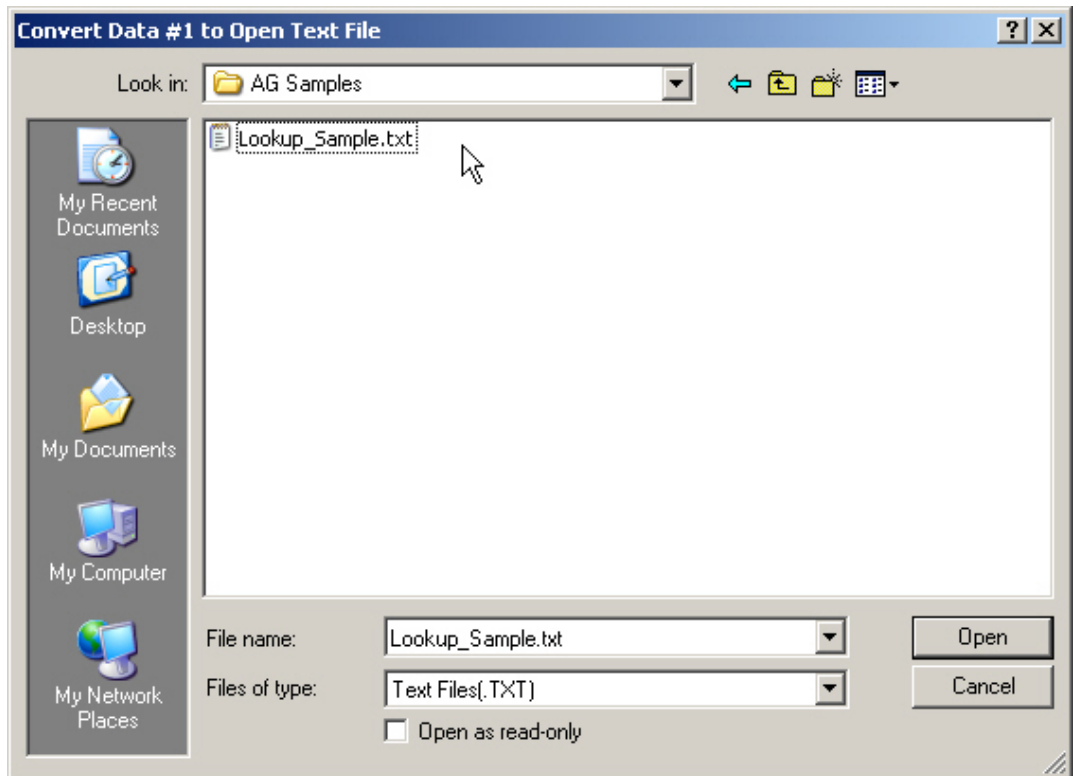 Convert Data #1 to Open Text File
Look in:
AG Samples
Lookup_Sample.txt
My Recent
Documents
Desktop
My Documents
My Computer
My Network
Places
File name:
Lookup_Sample.txt
Open
Files of type:
Text Files(.TXT)
Cancel
Open as read-only